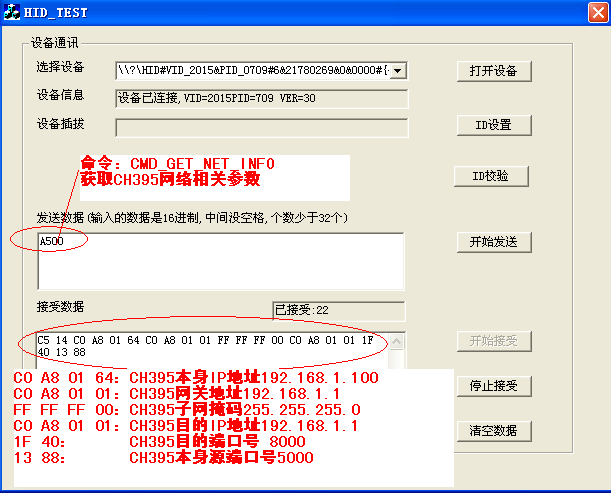 HID_TEST
设备通讯
选择设备
\\?\HID#VID_2015&PID_0709#6&21780269&0&0000#{
打开设备
设备信息
设备已连接,VID=2015PID=709 VER=30
设备插拔
ID设置
命令：CMD_GET_NET_INFO
获取CH395网络相关参数
ID校验
发送数据(输入的数据是16进制,中间没空格,个数少于32个)
A500
开始发送
接受数据
已接受:22
C5 14 C0 A8 01 64 C0 A8 01 01 FF FF FF 00 C0 A8 01 01 1F
40 13 88
开始接受
C0 A8 01 64：CH395本身IP地址192.168.1.100
停止接受
C0 A8 01 01：CH395网关地址192.168.1.1
FF FF FF 00：CH395子网掩码255.255.255.0
C0 A8 01 01：CH395目的IP地址192.168.1.1
清空数据
1F 40： CH395目的端口号 8000
13 88： CH395本身源端口号5000